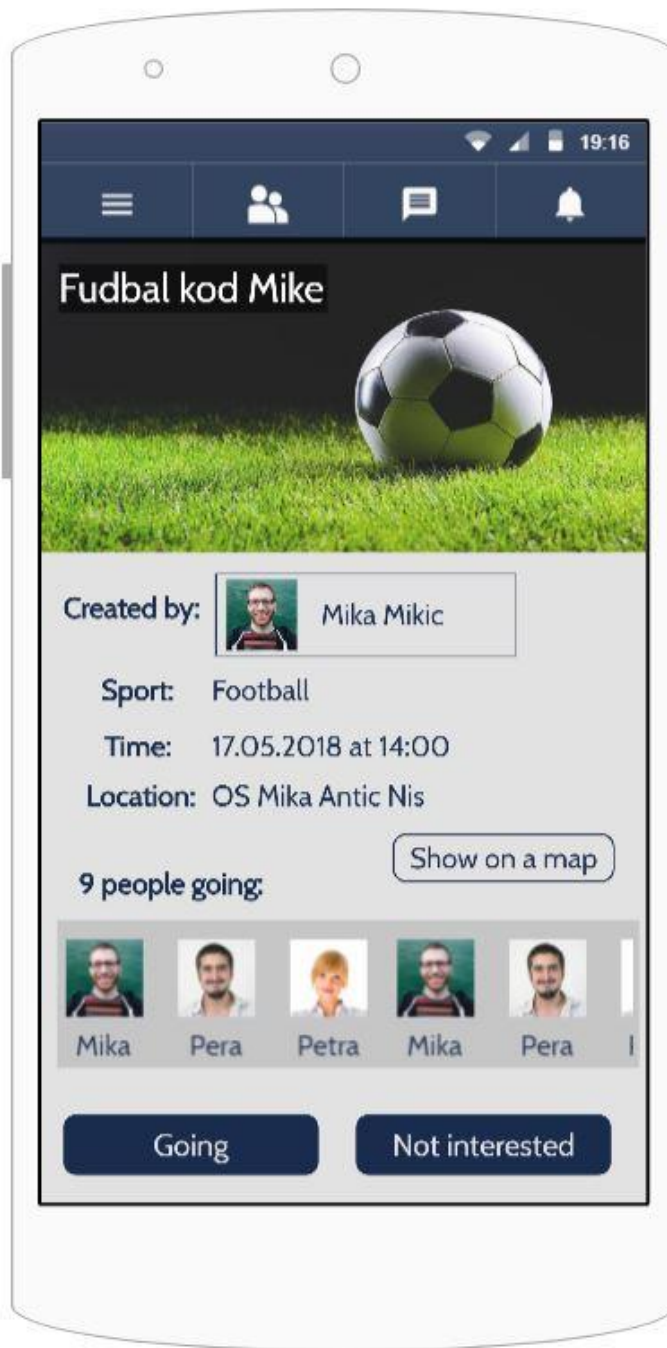 19:16
Fudbal kod Mike
Created by: Mika Mikic
Sport: Football
Time: 17.05.2018 at 14:00
Location: OS Mika Antic Nis
Show on a map
9 people going:
Mika Pera Petra Mika Pera
Going Not interested